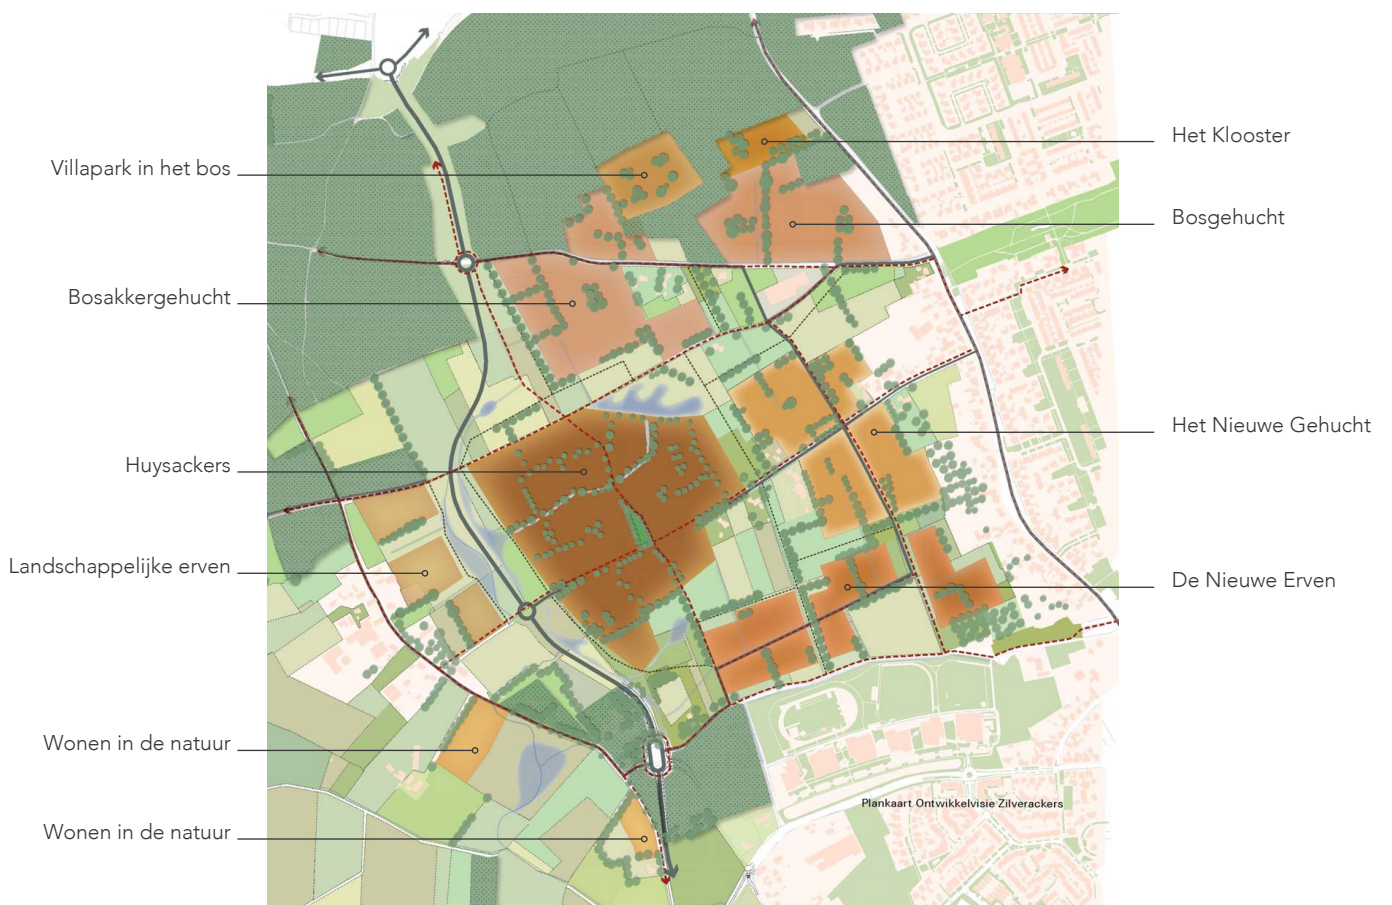 Het Klooster
Villapark in het bos
Bosgehucht
Bosakkergehucht
Het Nieuwe Gehucht
Huysackers
Landschappelijke erven
De Nieuwe Erven
Wonen in de natuur
Plankaart Ontwikkelvisie Zilverackers
Wonen in de natuur